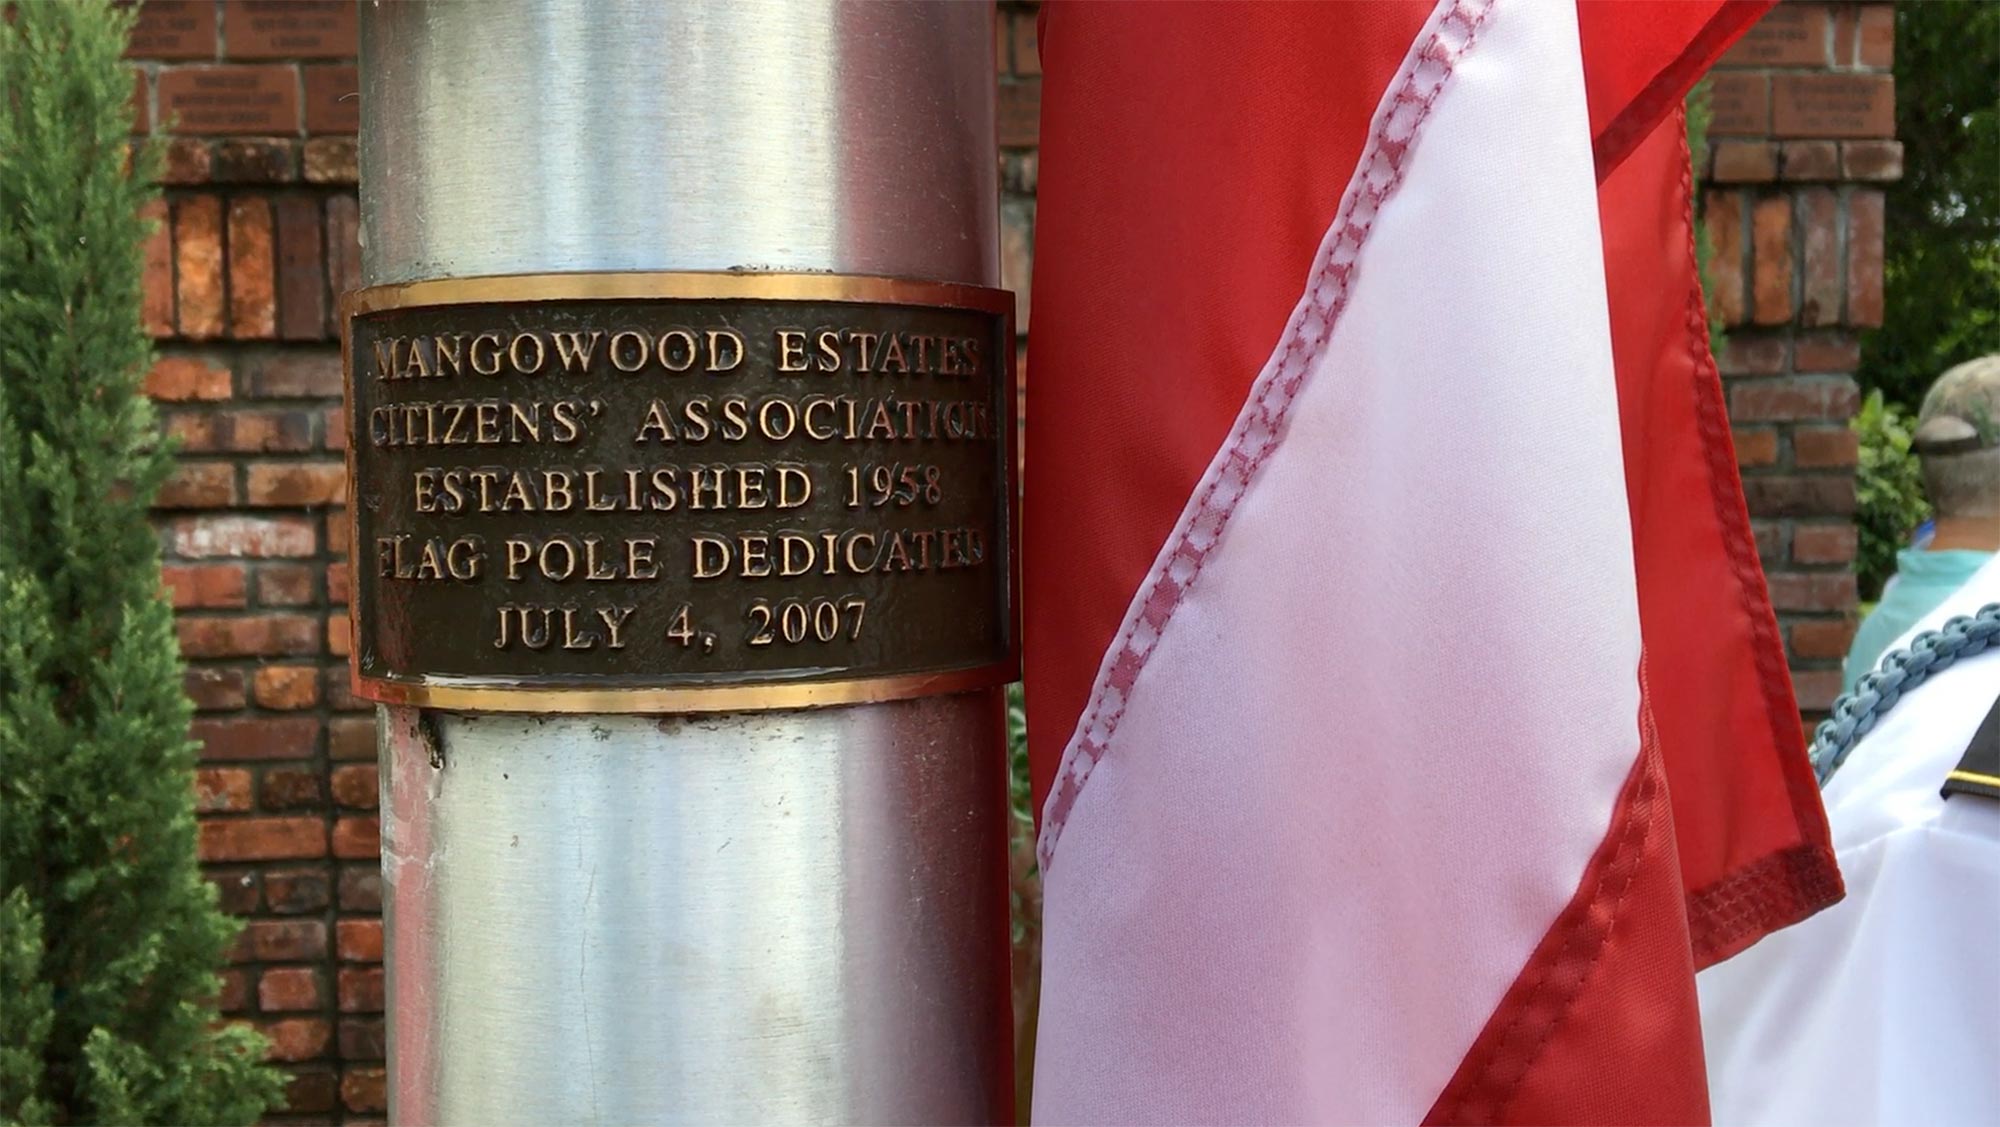 MANGOWOOD ESTATES
CITIZENS' ASSOCIATION
ESTABLISHED 1958
FLAG POLE DEDICATED
JULY 4, 2007